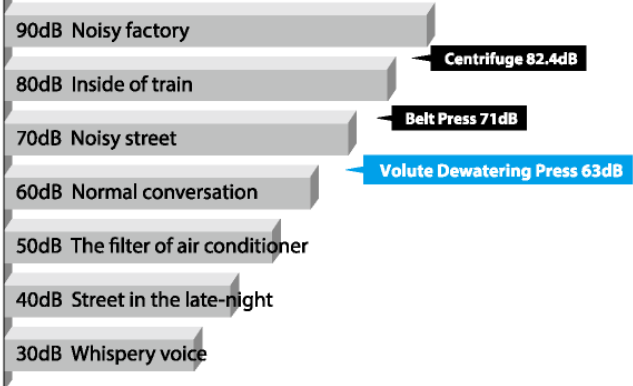 90dB Noisy factory
Centrifuge 82.4dB
80dB Inside of train
Belt Press 71dB
70dB Noisy street
Volute Dewatering Press 63dB
60dB Normal conversation
50dB The filter of air conditioner
40dB Street in the late-night
30dB Whispery voice